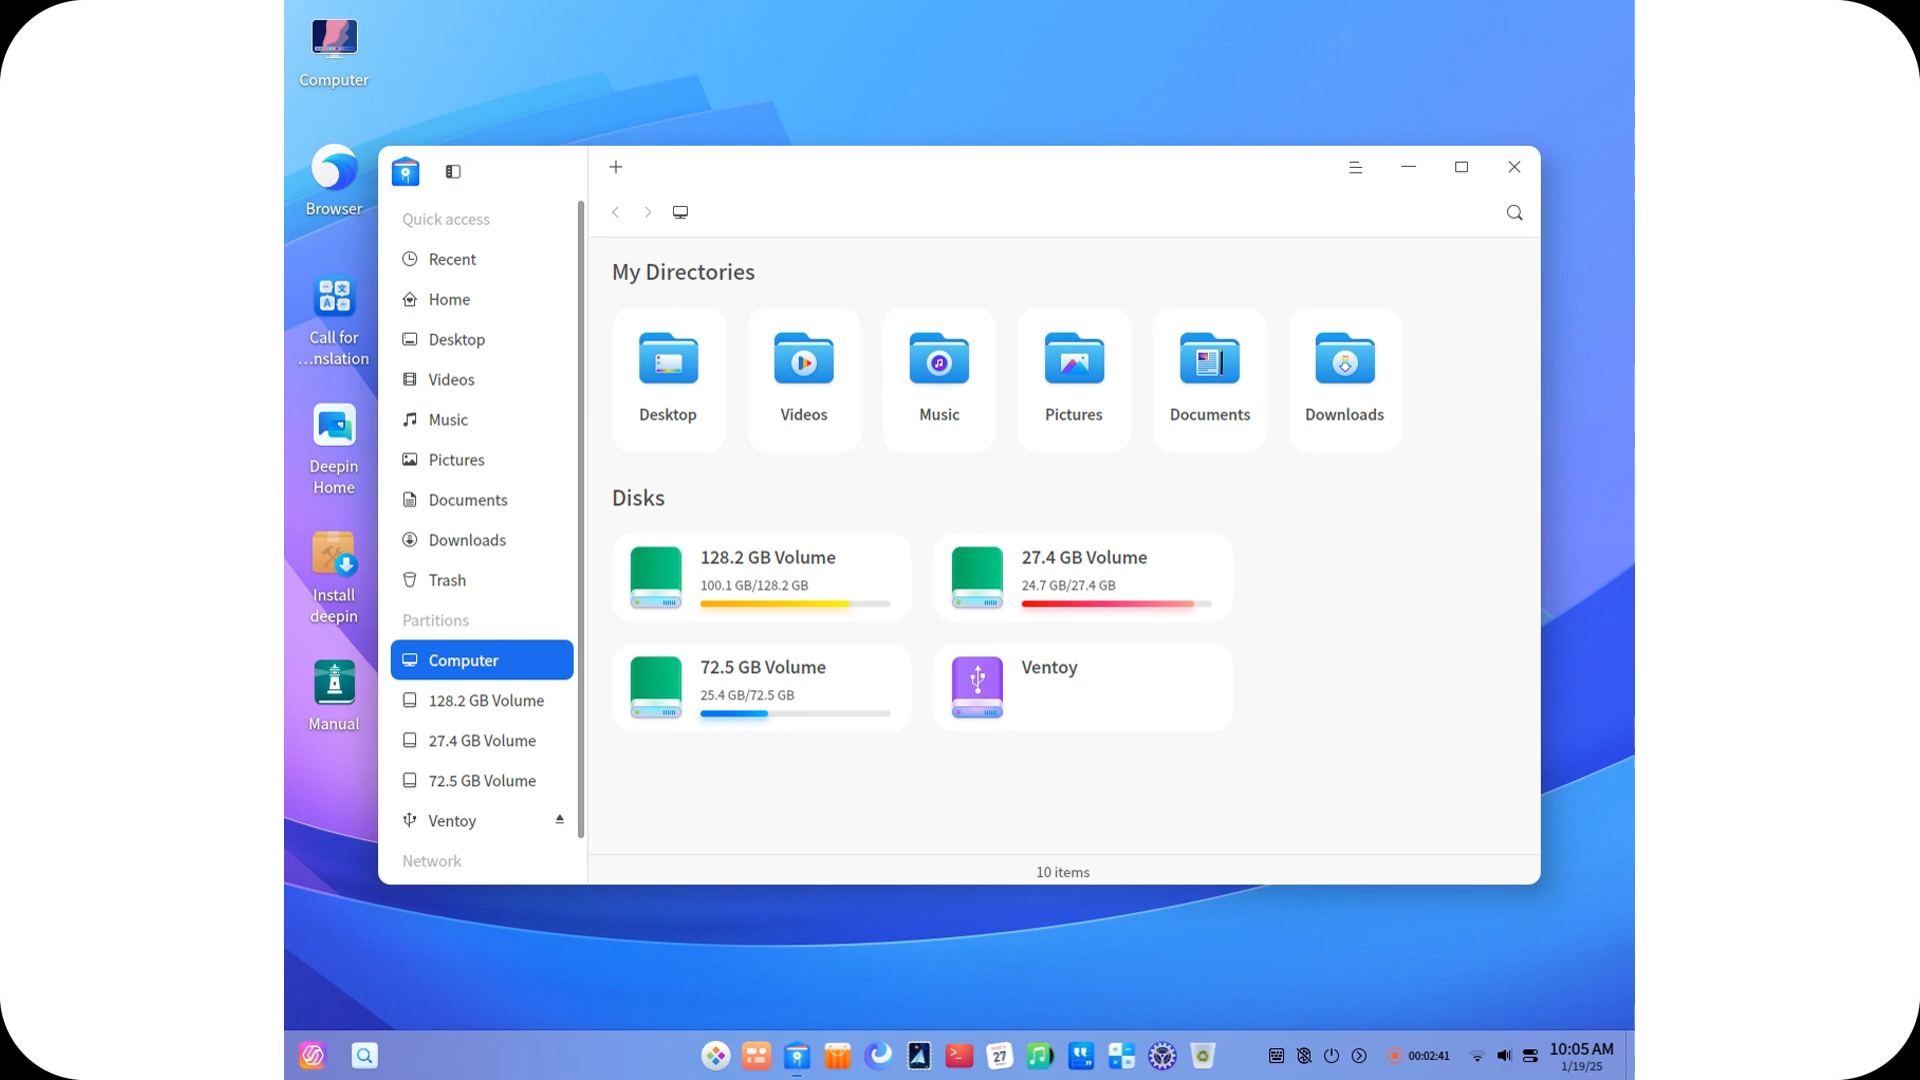 Computer
Browser
Call for
...nslation
Deepin
Home
Install
deepin
Manual
Quick access
Recent
Home
Desktop
Videos
Music
Pictures
Documents
Downloads
Trash
Partitions
Computer
128.2 GB Volume
27.4 GB Volume
72.5 GB Volume
Ventoy
Network
My Directories
Desktop
Videos
Music
Pictures
Documents
Downloads
Disks
128.2 GB Volume
100.1 GB/128.2 GB
27.4 GB Volume
24.7 GB/27.4 GB
72.5 GB Volume
25.4 GB/72.5 GB
Ventoy
10 items
27
00:02:41
10:05 AM
1/19/25